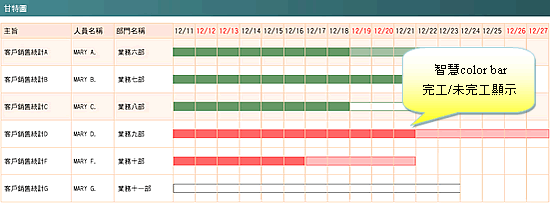 甘特圖
主旨 人員名稱 部門名稱 12/11 12/12 12/13 12/14 12/15 12/16 12/17 12/18 12/19 12/20 12/21 12/22 12/23 12/24 12/25 12/26 12/27
客戶銷售統計A MARY A. 業務六部
客戶銷售統計B MARY B. 業務七部
客戶銷售統計C MARY C. 業務八部
客戶銷售統計D MARY D. 業務九部
客戶銷售統計F MARY F. 業務十部
客戶銷售統計G MARY G. 業務十一部
智慧color bar
完工/未完工顯示